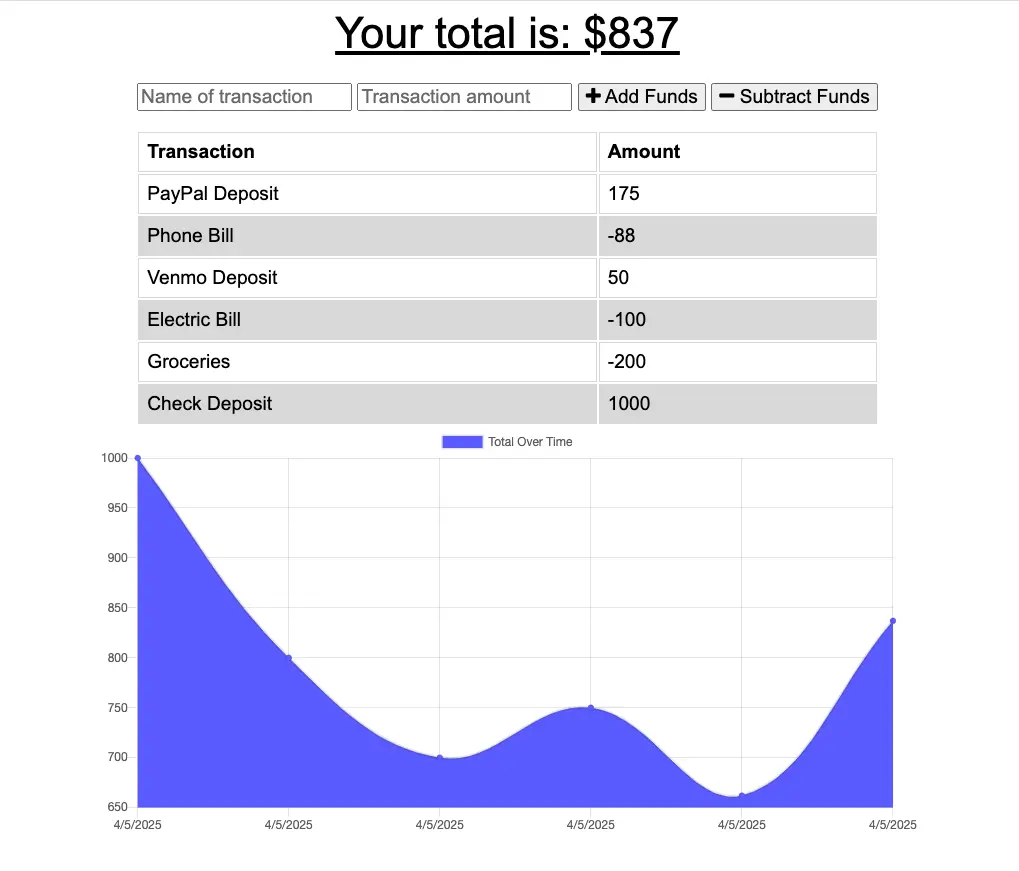 Your total is: $837
Name of transaction Transaction amount + Add Funds − Subtract Funds
Transaction Amount
PayPal Deposit 175
Phone Bill -88
Venmo Deposit 50
Electric Bill -100
Groceries -200
Check Deposit 1000
Total Over Time
1000
950
900
850
800
750
700
650
4/5/2025 4/5/2025 4/5/2025 4/5/2025 4/5/2025 4/5/2025